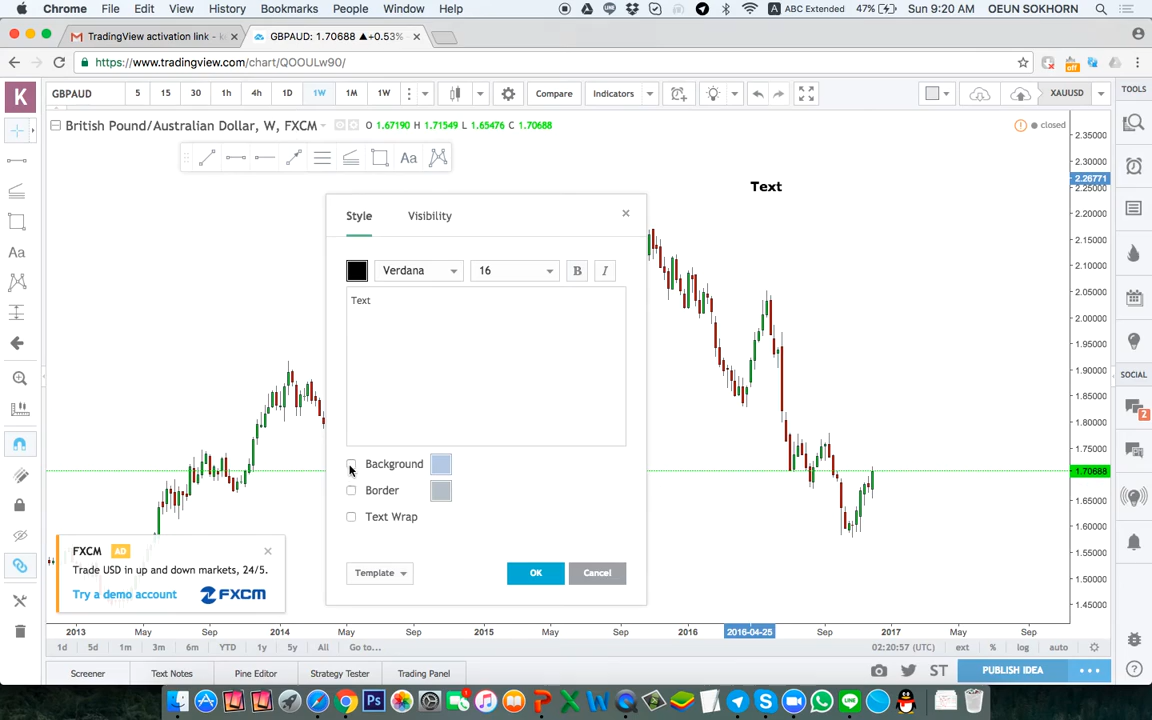 Chrome File Edit View History Bookmarks People Window Help ABC Extended 47% Sun 9:20 AM OEUN SOKHORN
TradingView activation link - k
GBPAUD: 1.70688 ▲+0.53%
https://www.tradingview.com/chart/QOOULw90/
K
GBPAUD 5 15 30 1h 4h 1D 1W 1M 1W Compare Indicators XAUUSD TOOLS
British Pound/Australian Dollar, W, FXCM O 1.67190 H 1.71549 L 1.65476 C 1.70688
closed
Aa
Aa
Text
Style Visibility
Verdana 16 B I
Text
Background
Border
Text Wrap
Template OK Cancel
2.35000
2.30000
2.26771
2.25000
2.20000
2.15000
2.10000
2.05000
2.00000
1.95000
1.90000
1.85000
1.80000
1.75000
1.70688
1.65000
1.60000
1.55000
1.50000
1.45000
SOCIAL
2
FXCM AD
Trade USD in up and down markets, 24/5.
Try a demo account FXCM
2013 May Sep 2014 May Sep 2015 May Sep 2016 2016-04-25 Sep 2017 May Sep
1d 5d 1m 3m 6m YTD 1y 5y All Go to... 02:20:57 (UTC) ext % log auto
Screener Text Notes Pine Editor Strategy Tester Trading Panel ST PUBLISH IDEA